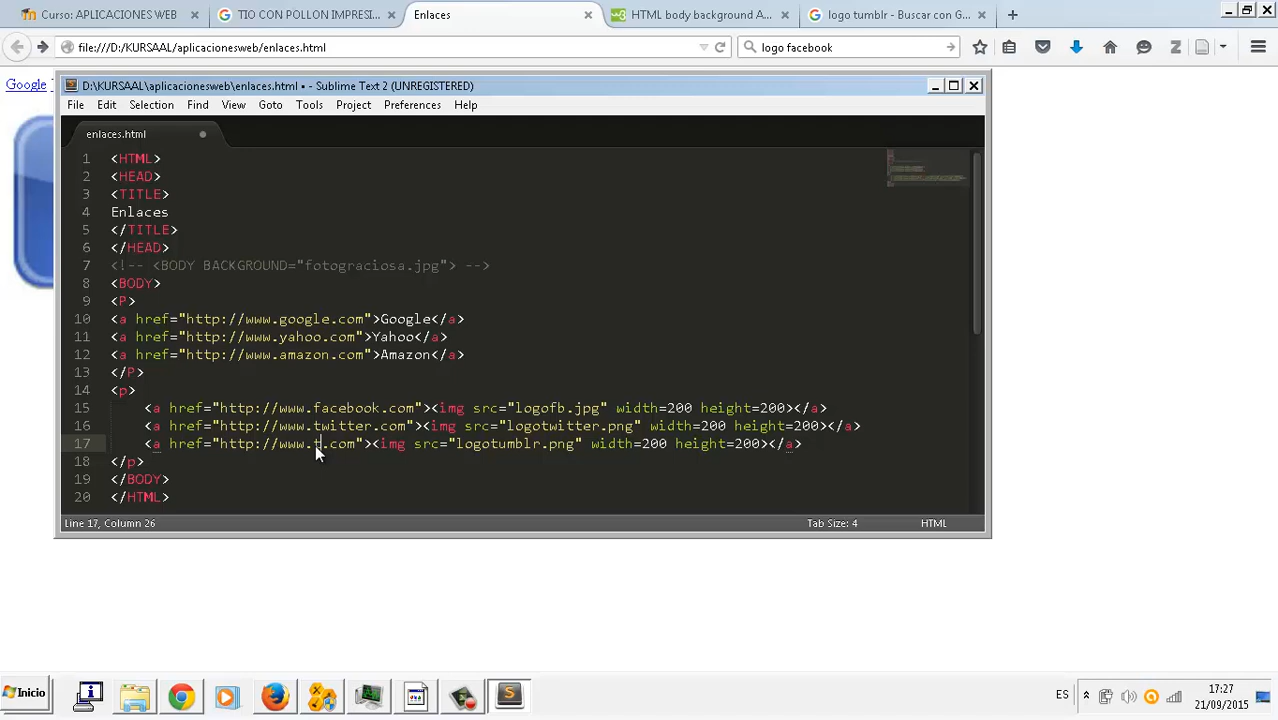 Curso: APLICACIONES WEB
TIO CON POLLON IMPRESI...
Enlaces
HTML body background A...
logo tumblr - Buscar con G...
file:///D:/KURSAAL/aplicacionesweb/enlaces.html
logo facebook
Google
D:\KURSAAL\aplicacionesweb\enlaces.html • - Sublime Text 2 (UNREGISTERED)
File Edit Selection Find View Goto Tools Project Preferences Help
enlaces.html
1 <HTML>
2 <HEAD>
3 <TITLE>
4 Enlaces
5 </TITLE>
6 </HEAD>
7 <!-- <BODY BACKGROUND="fotograciosa.jpg"> -->
8 <BODY>
9 <P>
10 <a href="http://www.google.com">Google</a>
11 <a href="http://www.yahoo.com">Yahoo</a>
12 <a href="http://www.amazon.com">Amazon</a>
13 </P>
14 <p>
15 <a href="http://www.facebook.com"><img src="logofb.jpg" width=200 height=200></a>
16 <a href="http://www.twitter.com"><img src="logotwitter.png" width=200 height=200></a>
17 <a href="http://www.t.com"><img src="logotumblr.png" width=200 height=200></a>
18 </p>
19 </BODY>
20 </HTML>
Line 17, Column 26
Tab Size: 4
HTML
Inicio
ES
17:27
21/09/2015